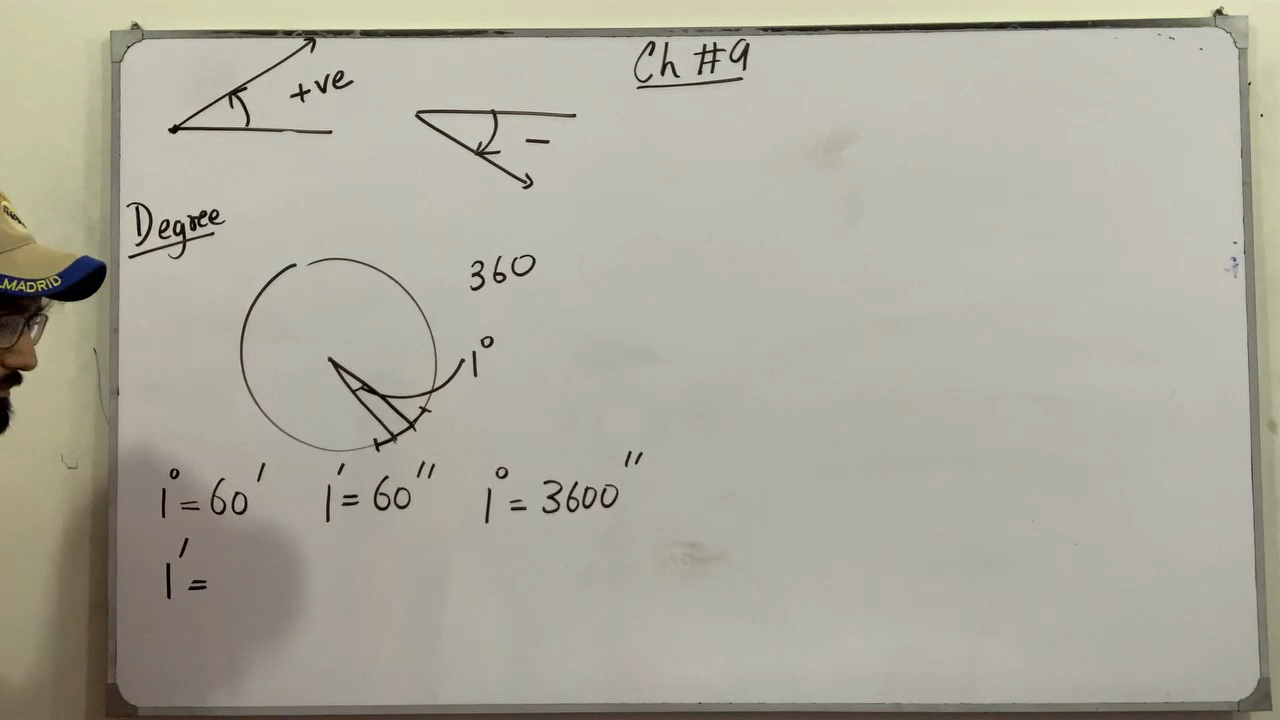 Ch #9
+ve
−
Degree
360
1°
1° = 60′ 1′ = 60″ 1° = 3600″
1′ =
MADRID